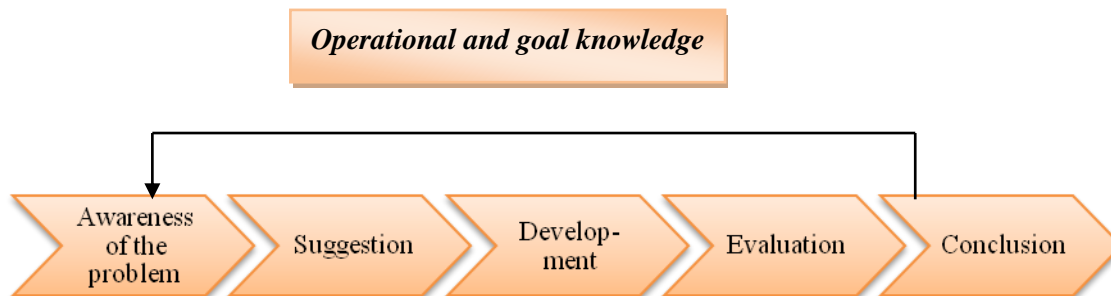 Operational and goal knowledge
Awareness
of the
problem
Suggestion
Develop-
ment
Evaluation
Conclusion